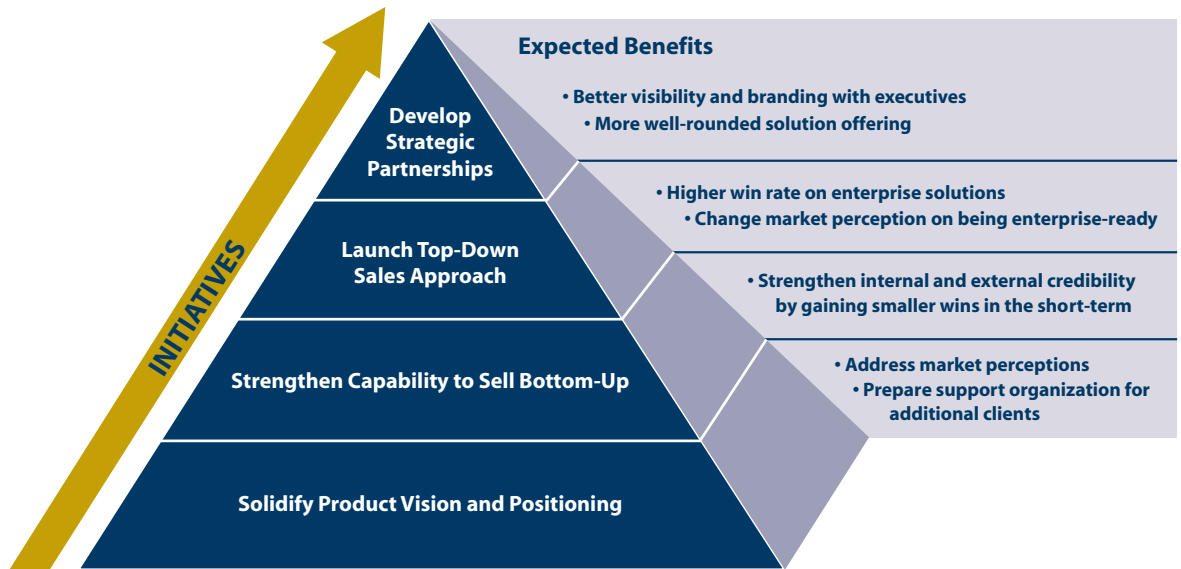 INITIATIVES
Develop
Strategic
Partnerships
Launch Top-Down
Sales Approach
Strengthen Capability to Sell Bottom-Up
Solidify Product Vision and Positioning
Expected Benefits
• Better visibility and branding with executives
• More well-rounded solution offering
• Higher win rate on enterprise solutions
• Change market perception on being enterprise-ready
• Strengthen internal and external credibility
by gaining smaller wins in the short-term
• Address market perceptions
• Prepare support organization for
additional clients